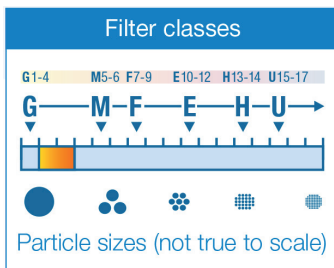 Filter classes
G1-4 M5-6 F7-9 E10-12 H13-14 U15-17
G M F E H U
Particle sizes (not true to scale)